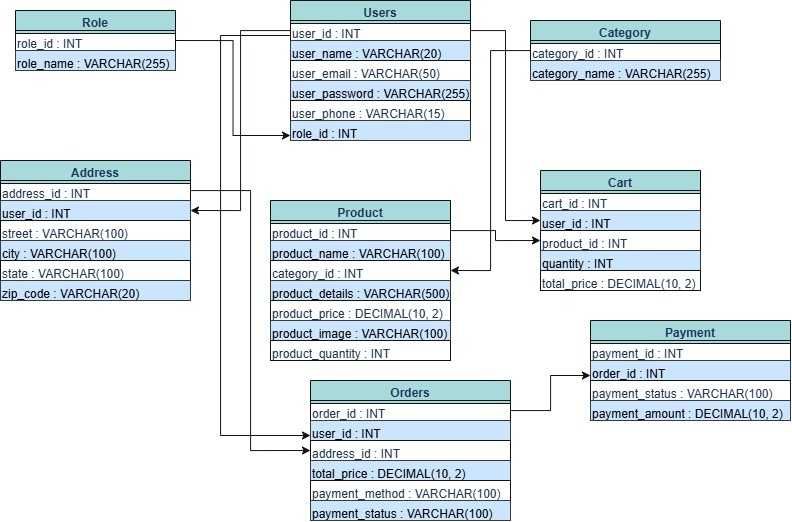 Role
role_id : INT
role_name : VARCHAR(255)
Users
user_id : INT
user_name : VARCHAR(20)
user_email : VARCHAR(50)
user_password : VARCHAR(255)
user_phone : VARCHAR(15)
role_id : INT
Category
category_id : INT
category_name : VARCHAR(255)
Address
address_id : INT
user_id : INT
street : VARCHAR(100)
city : VARCHAR(100)
state : VARCHAR(100)
zip_code : VARCHAR(20)
Product
product_id : INT
product_name : VARCHAR(100)
category_id : INT
product_details : VARCHAR(500)
product_price : DECIMAL(10, 2)
product_image : VARCHAR(100)
product_quantity : INT
Cart
cart_id : INT
user_id : INT
product_id : INT
quantity : INT
total_price : DECIMAL(10, 2)
Orders
order_id : INT
user_id : INT
address_id : INT
total_price : DECIMAL(10, 2)
payment_method : VARCHAR(100)
payment_status : VARCHAR(100)
Payment
payment_id : INT
order_id : INT
payment_status : VARCHAR(100)
payment_amount : DECIMAL(10, 2)